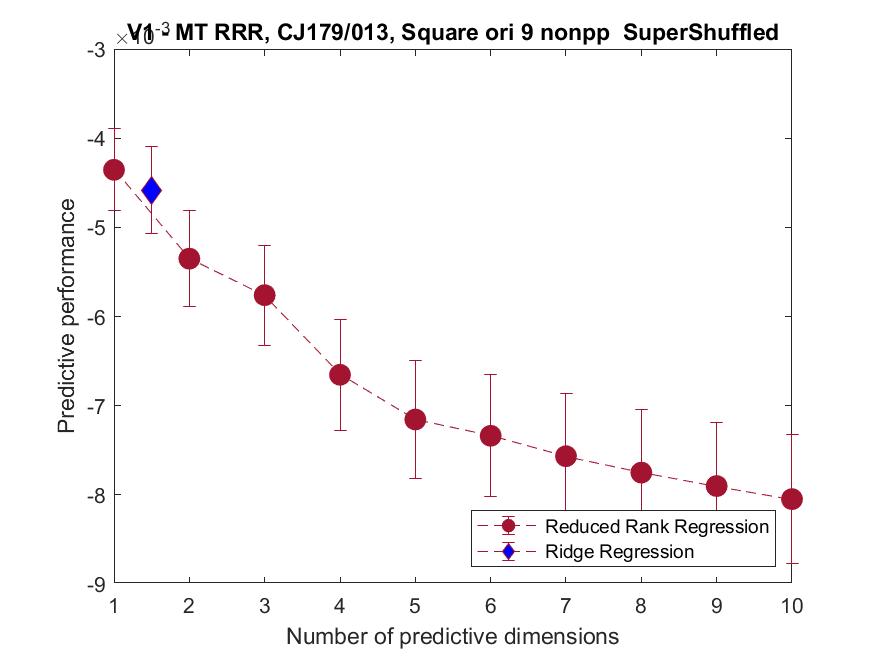 V1 - MT RRR, CJ179/013, Square ori 9 nonpp  SuperShuffled
×10-3
-3
-4
-5
-6
-7
-8
-9
Predictive performance
1 2 3 4 5 6 7 8 9 10
Number of predictive dimensions
Reduced Rank Regression
Ridge Regression